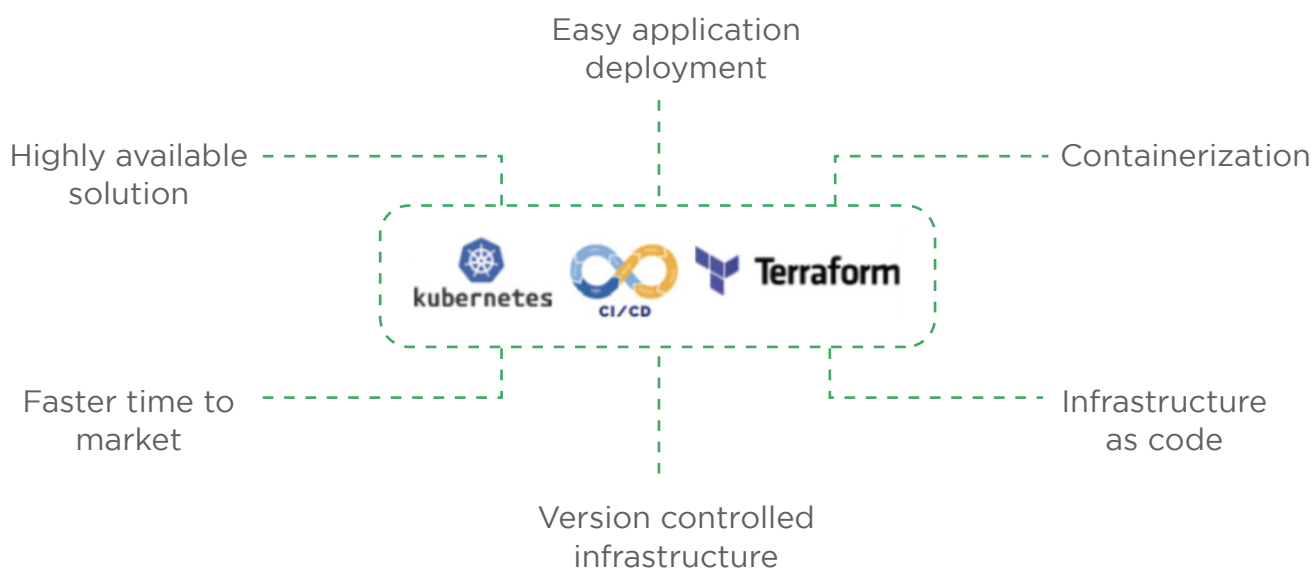 Easy application
deployment
Highly available
solution
Containerization
kubernetes
CI/CD
Terraform
Faster time to
market
Infrastructure
as code
Version controlled
infrastructure